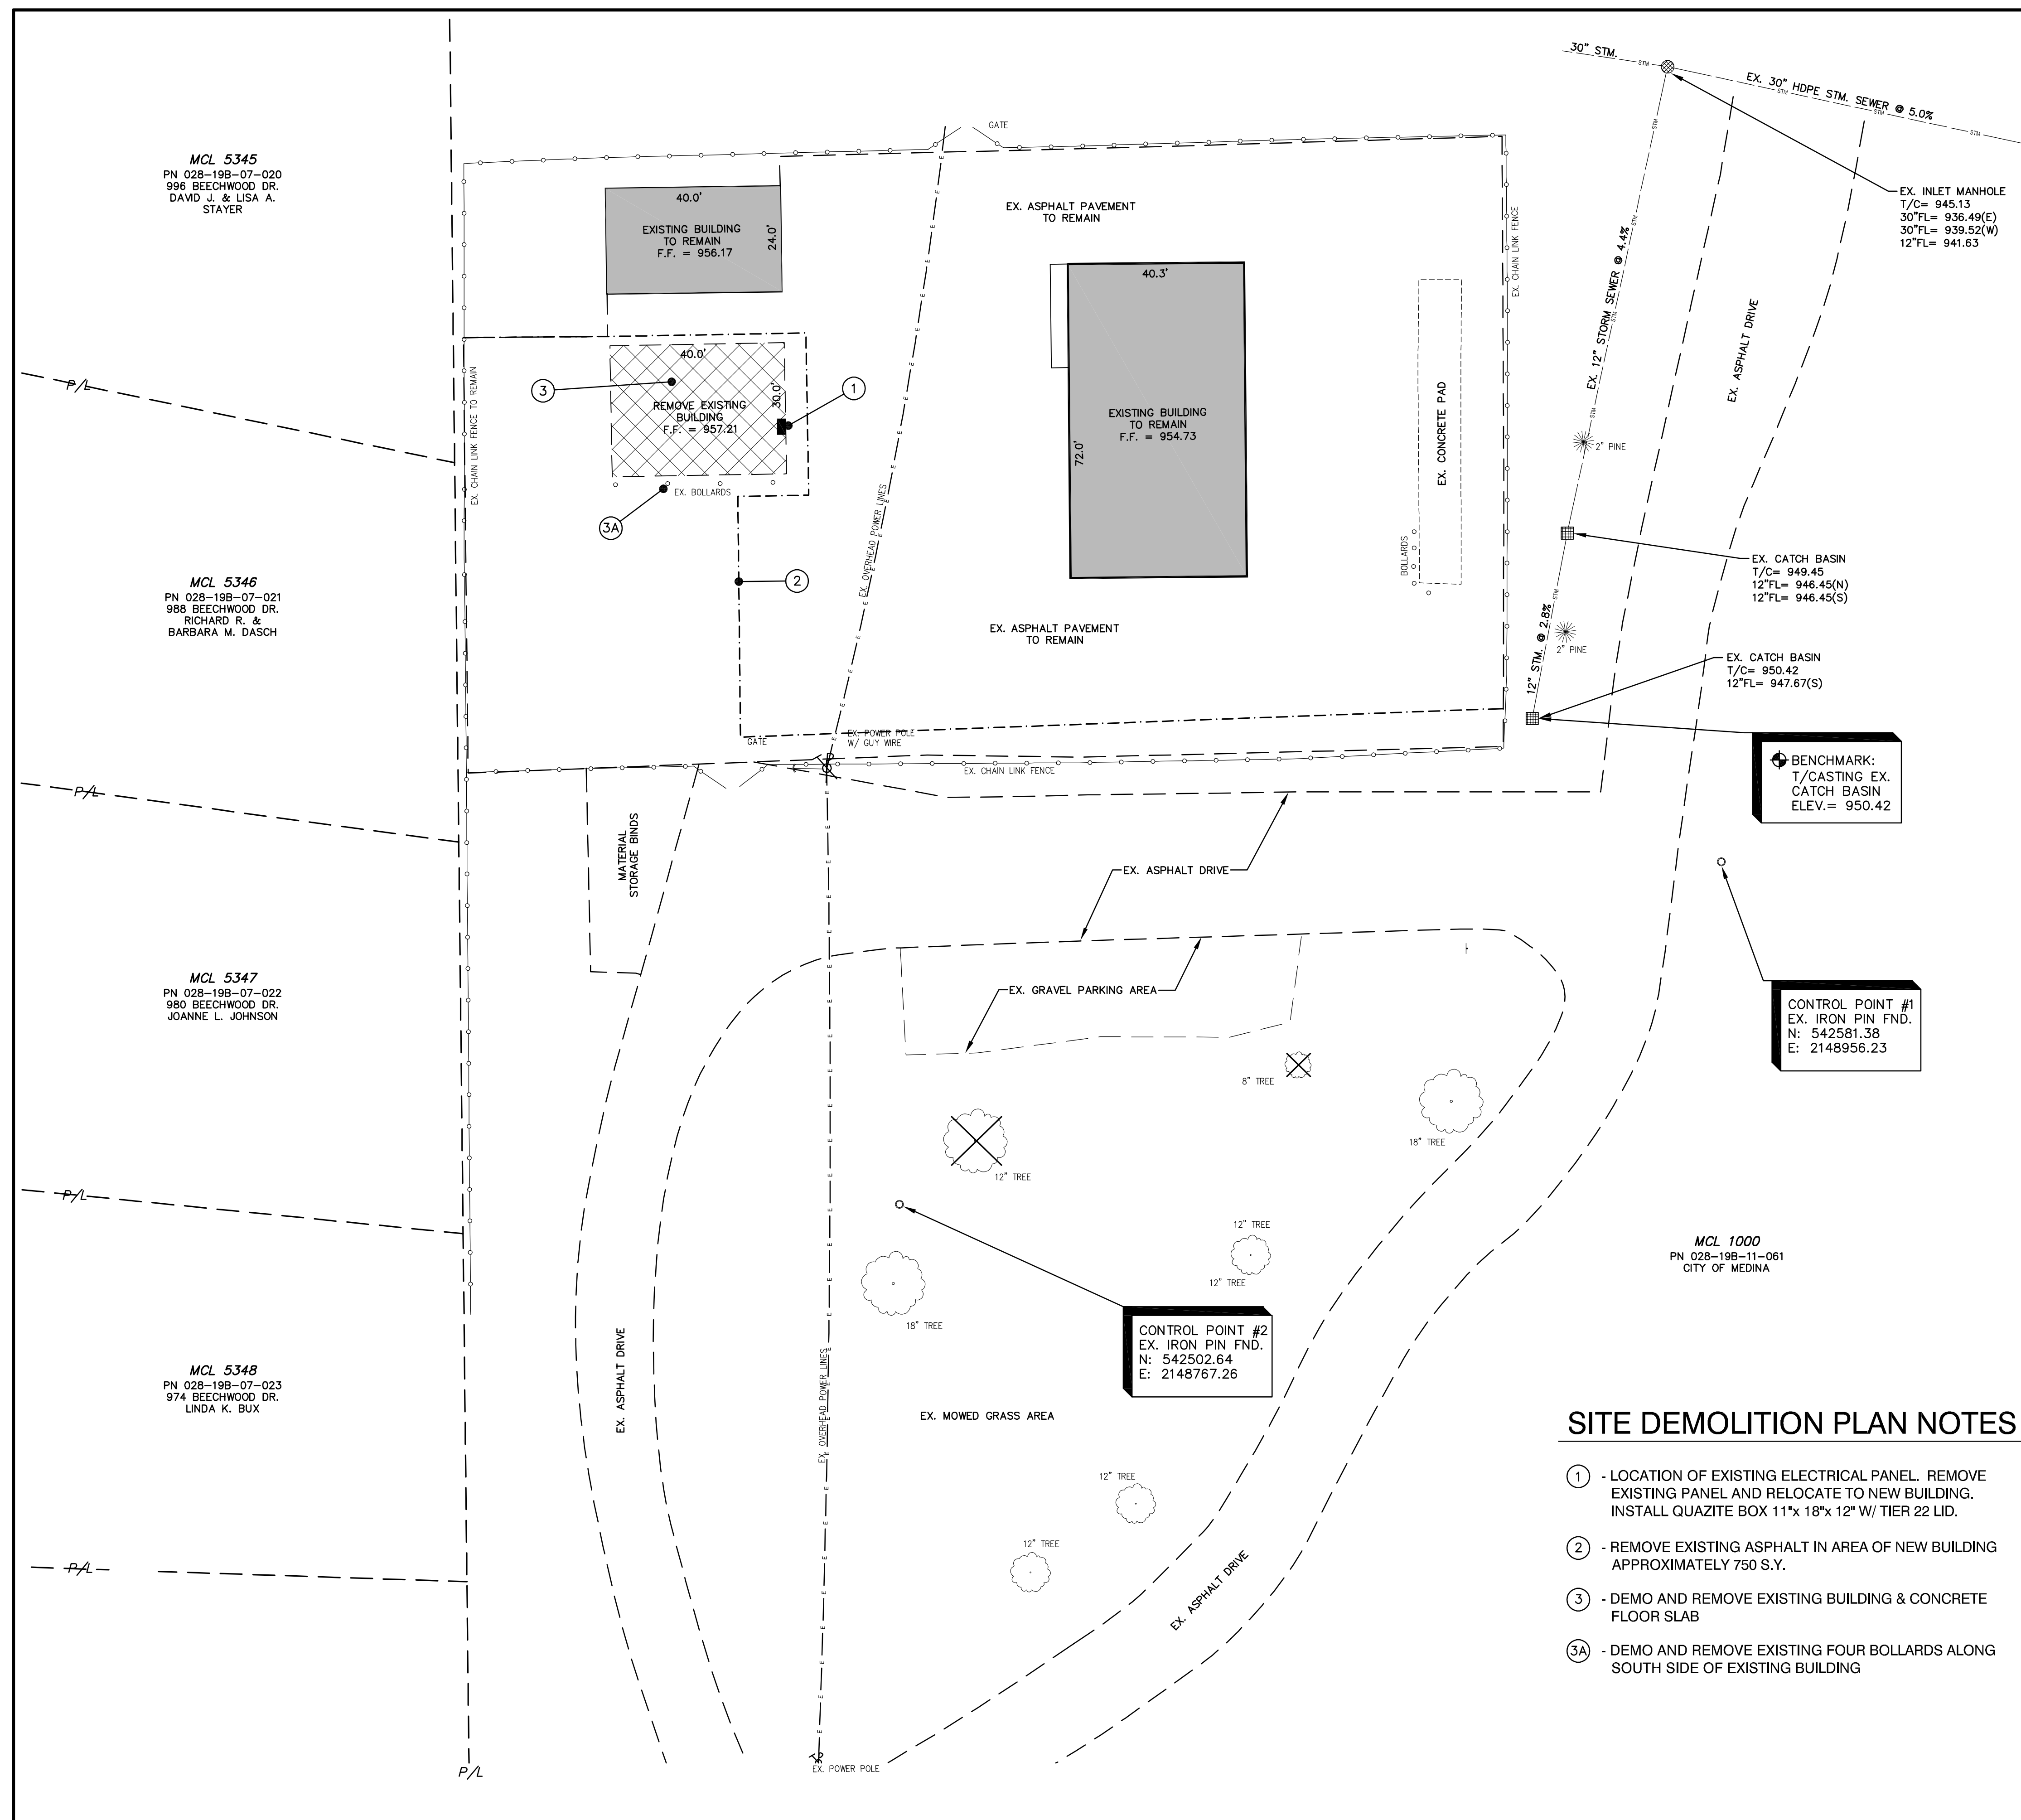 30" STM.
STM
EX. 30" HDPE STM. SEWER @ 5.0%
STM
STM
STM
GATE
MCL 5345
PN 028-19B-07-020
996 BEECHWOOD DR.
DAVID J. & LISA A.
STAYER
40.0'
EXISTING BUILDING
TO REMAIN
F.F. = 956.17
24.0'
EX. ASPHALT PAVEMENT
TO REMAIN
EX. CHAIN LINK FENCE
EX. 12" STORM SEWER @ 4.4%
STM
STM
STM
STM
EX. INLET MANHOLE
T/C= 945.13
30"FL= 936.49(E)
30"FL= 939.52(W)
12"FL= 941.63
40.3'
EXISTING BUILDING
TO REMAIN
F.F. = 954.73
72.0'
EX. CONCRETE PAD
EX. ASPHALT DRIVE
P/L
EX. CHAIN LINK FENCE TO REMAIN
40.0'
30.0'
REMOVE EXISTING
BUILDING
F.F. = 957.21
3
1
EX. BOLLARDS
3A
2
EX. OVERHEAD POWER LINES
BOLLARDS
2" PINE
EX. CATCH BASIN
T/C= 949.45
12"FL= 946.45(N)
12"FL= 946.45(S)
MCL 5346
PN 028-19B-07-021
988 BEECHWOOD DR.
RICHARD R. &
BARBARA M. DASCH
EX. ASPHALT PAVEMENT
TO REMAIN
STM
12" STM. @ 2.8%
STM
2" PINE
EX. CATCH BASIN
T/C= 950.42
12"FL= 947.67(S)
GATE
EX. POWER POLE
W/ GUY WIRE
EX. CHAIN LINK FENCE
BENCHMARK:
T/CASTING EX.
CATCH BASIN
ELEV.= 950.42
P/L
MATERIAL
STORAGE BINDS
EX. ASPHALT DRIVE
MCL 5347
PN 028-19B-07-022
980 BEECHWOOD DR.
JOANNE L. JOHNSON
EX. GRAVEL PARKING AREA
CONTROL POINT #1
EX. IRON PIN FND.
N: 542581.38
E: 2148956.23
8" TREE
18" TREE
12" TREE
P/L
12" TREE
12" TREE
MCL 1000
PN 028-19B-11-061
CITY OF MEDINA
18" TREE
CONTROL POINT #2
EX. IRON PIN FND.
N: 542502.64
E: 2148767.26
MCL 5348
PN 028-19B-07-023
974 BEECHWOOD DR.
LINDA K. BUX
EX. ASPHALT DRIVE
EX. OVERHEAD POWER LINES
EX. MOWED GRASS AREA
12" TREE
12" TREE
P/L
EX. ASPHALT DRIVE
P/L
EX. POWER POLE
SITE DEMOLITION PLAN NOTES
1 - LOCATION OF EXISTING ELECTRICAL PANEL. REMOVE
EXISTING PANEL AND RELOCATE TO NEW BUILDING.
INSTALL QUAZITE BOX 11"x 18"x 12" W/ TIER 22 LID.
2 - REMOVE EXISTING ASPHALT IN AREA OF NEW BUILDING
APPROXIMATELY 750 S.Y.
3 - DEMO AND REMOVE EXISTING BUILDING & CONCRETE
FLOOR SLAB
3A - DEMO AND REMOVE EXISTING FOUR BOLLARDS ALONG
SOUTH SIDE OF EXISTING BUILDING